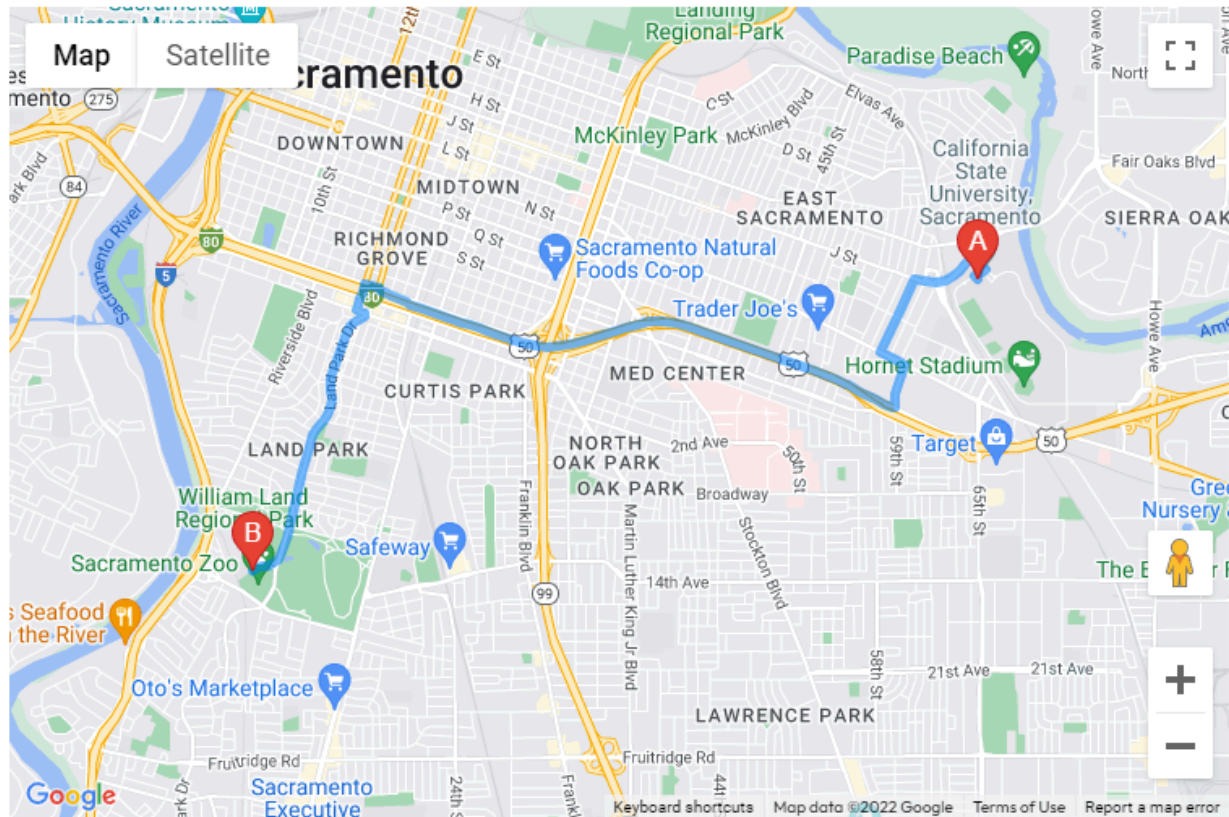 Sacramento
History Museum
Map
Satellite
cramento
mento
275
84
80
5
12th
E St
H St
J St
L St
DOWNTOWN
10th St
MIDTOWN
P St
N St
Q St
S St
RICHMOND
GROVE
Landing
Regional Park
McKinley Park
C St
McKinley Blvd
D St
45th St
Elvas Ave
Paradise Beach
Howe Ave
North
Fair Oaks Blvd
California
State
University,
Sacramento
A
SIERRA OAK
EAST
SACRAMENTO
J St
Sacramento River
Sacramento Natural
Foods Co-op
Trader Joe's
80
50
50
50
Riverside Blvd
Land Park Dr
Hornet Stadium
Howe Ave
CURTIS PARK
MED CENTER
LAND PARK
NORTH
OAK PARK
OAK PARK
2nd Ave
50th St
Broadway
59th St
Target
65th St
William Land
Regional Park
B
Sacramento Zoo
Safeway
Franklin Blvd
Martin Luther King Jr Blvd
Stockton Blvd
Nursery
14th Ave
99
s Seafood
the River
Oto's Marketplace
58th St
21st Ave
21st Ave
LAWRENCE PARK
Fruitridge Rd
Fruitridge Rd
Sacramento
Executive
24th St
44th
Google
Keyboard shortcuts
Map data ©2022 Google
Terms of Use
Report a map error